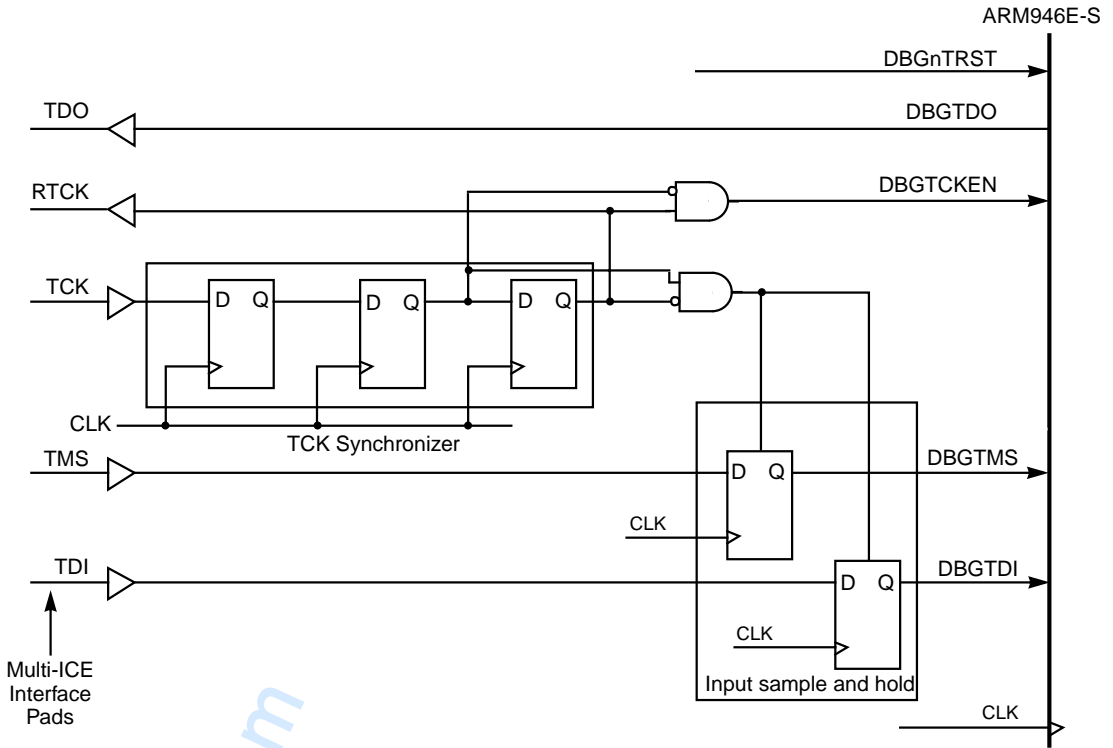 ARM946E-S
DBGnTRST
TDO
DBGTDO
RTCK
DBGTCKEN
TCK
D Q
D Q
D Q
CLK
TCK Synchronizer
TMS
D Q
DBGTMS
CLK
TDI
D Q
DBGTDI
CLK
Multi-ICE
Interface
Pads
Input sample and hold
CLK
m